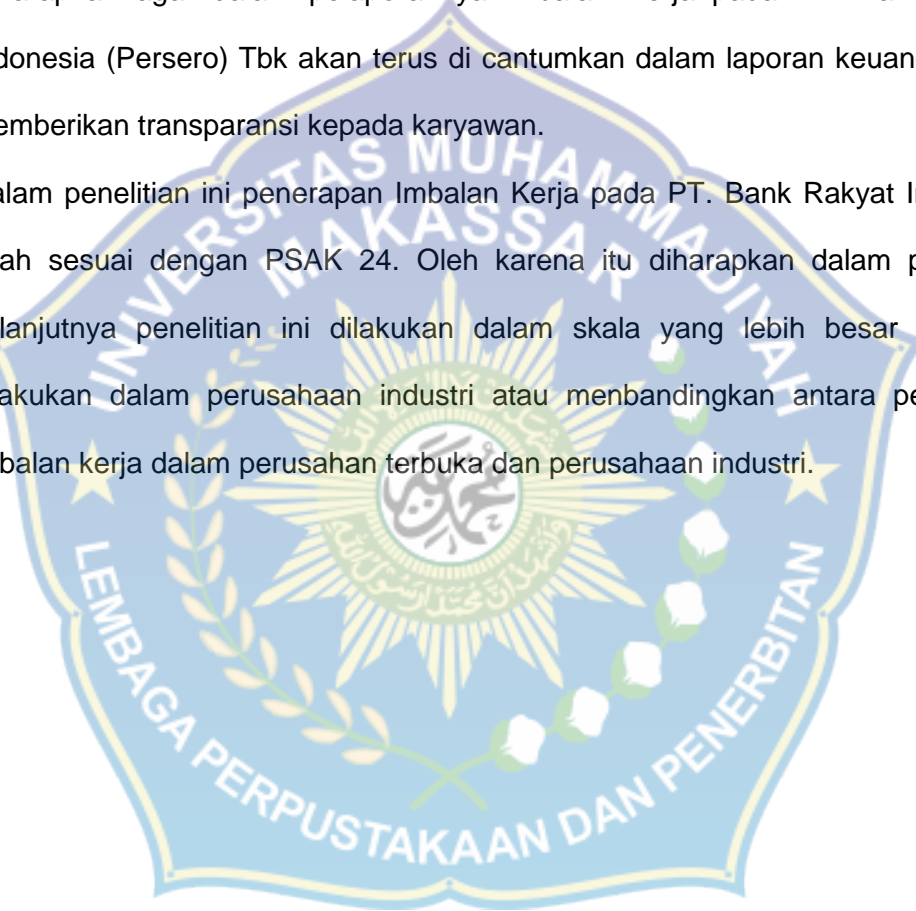 donesia (Persero) Tbk akan terus di cantumkan dalam laporan keuan
emberikan transparansi kepada karyawan.
alam penelitian ini penerapan Imbalan Kerja pada PT. Bank Rakyat I
ah sesuai dengan PSAK 24. Oleh karena itu diharapkan dalam p
lanjutnya penelitian ini dilakukan dalam skala yang lebih besar
akukan dalam perusahaan industri atau menbandingkan antara pe
balan kerja dalam perusahan terbuka dan perusahaan industri.
UNIVERSITAS MUHAMMADIYAH
MAKASSAR
LEMBAGA PERPUSTAKAAN DAN PENERBITAN